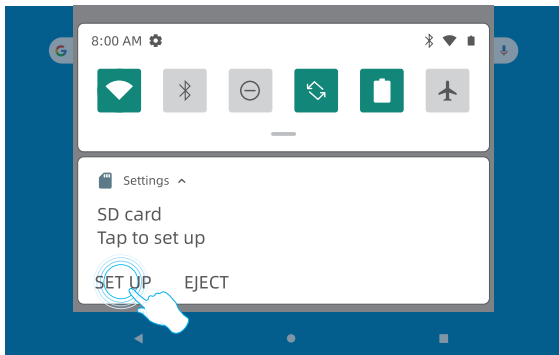 8:00 AM
Settings
SD card
Tap to set up
SET UP EJECT